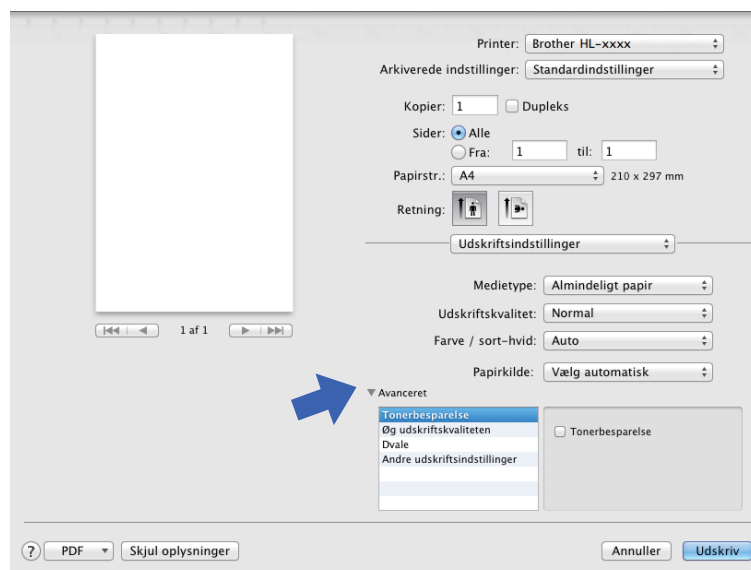 Printer: Brother HL-xxxx
Arkiverede indstillinger: Standardindstillinger
Kopier: 1 Dupleks
Sider: Alle
Fra: 1 til: 1
Papirstr.: A4 210 x 297 mm
Retning:
Udskriftsindstillinger
Medietype: Almindeligt papir
Udskriftskvalitet: Normal
1 af 1
Farve / sort-hvid: Auto
Papirkilde: Vælg automatisk
Avanceret
Tonerbesparelse
Øg udskriftskvaliteten
Tonerbesparelse
Dvale
Andre udskriftsindstillinger
? PDF Skjul oplysninger Annuller Udskriv